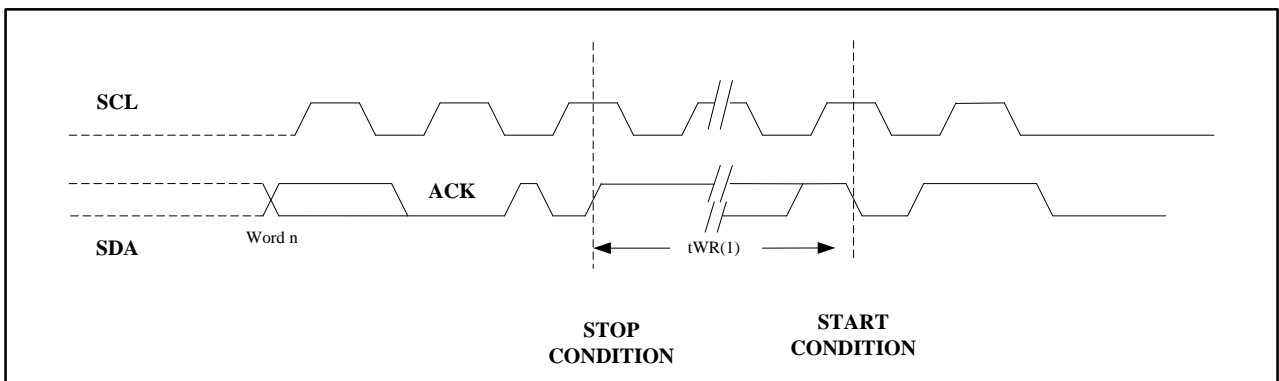 SCL
ACK
Word n
SDA
tWR(1)
STOP
CONDITION
START
CONDITION